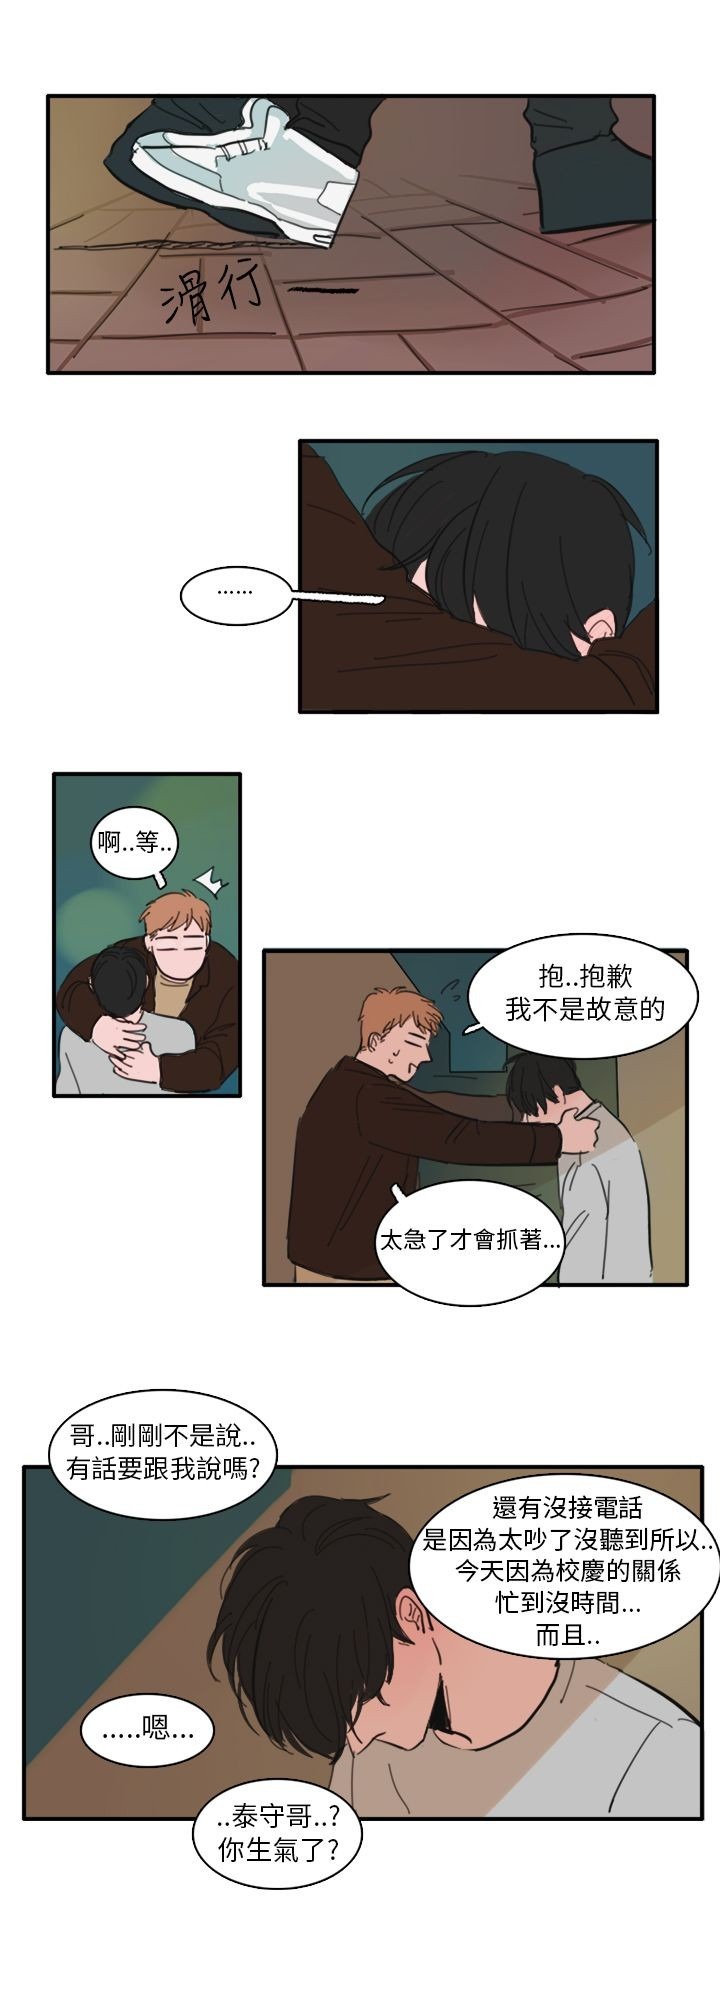 滑行
......
啊..等..
抱..抱歉
我不是故意的
太急了才會抓著...
哥..剛剛不是說..
有話要跟我說嗎?
還有沒接電話
是因為太吵了沒聽到所以..
今天因為校慶的關係
忙到沒時間...
而且..
.....嗯...
..泰守哥..?
你生氣了?